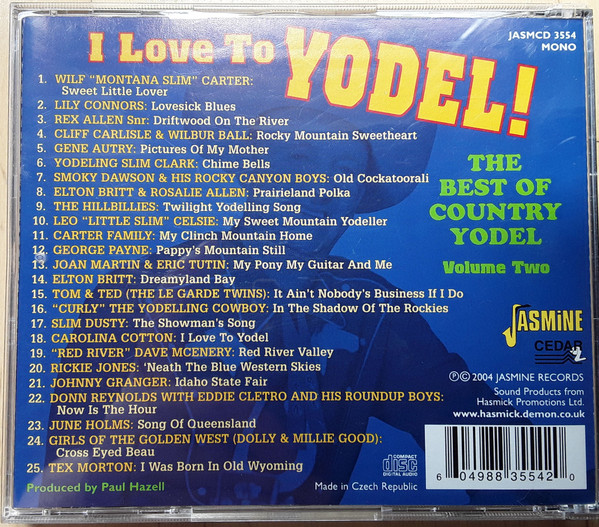 I Love To YODEL!
JASMCD 3554
MONO
1. WILF "MONTANA SLIM" CARTER:
Sweet Little Lover
2. LILY CONNORS: Lovesick Blues
3. REX ALLEN Snr: Driftwood On The River
4. CLIFF CARLISLE & WILBUR BALL: Rocky Mountain Sweetheart
5. GENE AUTRY: Pictures Of My Mother
6. YODELING SLIM CLARK: Chime Bells
7. SMOKY DAWSON & HIS ROCKY CANYON BOYS: Old Cockatoorali
8. ELTON BRITT & ROSALIE ALLEN: Prairieland Polka
9. THE HILLBILLIES: Twilight Yodelling Song
10. LEO "LITTLE SLIM" CELSIE: My Sweet Mountain Yodeller
11. CARTER FAMILY: My Clinch Mountain Home
12. GEORGE PAYNE: Pappy's Mountain Still
13. JOAN MARTIN & ERIC TUTIN: My Pony My Guitar And Me
14. ELTON BRITT: Dreamyland Bay
15. TOM & TED (THE LE GARDE TWINS): It Ain't Nobody's Business If I Do
16. "CURLY" THE YODELLING COWBOY: In The Shadow Of The Rockies
17. SLIM DUSTY: The Showman's Song
18. CAROLINA COTTON: I Love To Yodel
19. "RED RIVER" DAVE MCENERY: Red River Valley
20. RICKIE JONES: 'Neath The Blue Western Skies
21. JOHNNY GRANGER: Idaho State Fair
22. DONN REYNOLDS WITH EDDIE CLETRO AND HIS ROUNDUP BOYS:
Now Is The Hour
23. JUNE HOLMS: Song Of Queensland
24. GIRLS OF THE GOLDEN WEST (DOLLY & MILLIE GOOD):
Cross Eyed Beau
25. TEX MORTON: I Was Born In Old Wyoming
Produced by Paul Hazell
THE
BEST OF
COUNTRY
YODEL
Volume Two
JASMINE
CEDAR
2
℗© 2004 JASMINE RECORDS
Sound Products from
Hasmick Promotions Ltd.
www.hasmick.demon.co.uk
COMPACT
disc
DIGITAL AUDIO
Made in Czech Republic
6 04988 35542 0